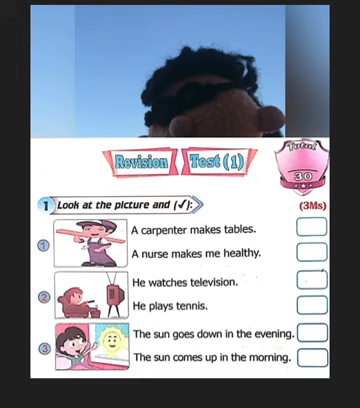 Revision Test (1)
Total
30
1 Look at the picture and (✓):
(3Ms)
1
A carpenter makes tables.
A nurse makes me healthy.
2
He watches television.
He plays tennis.
3
The sun goes down in the evening.
The sun comes up in the morning.